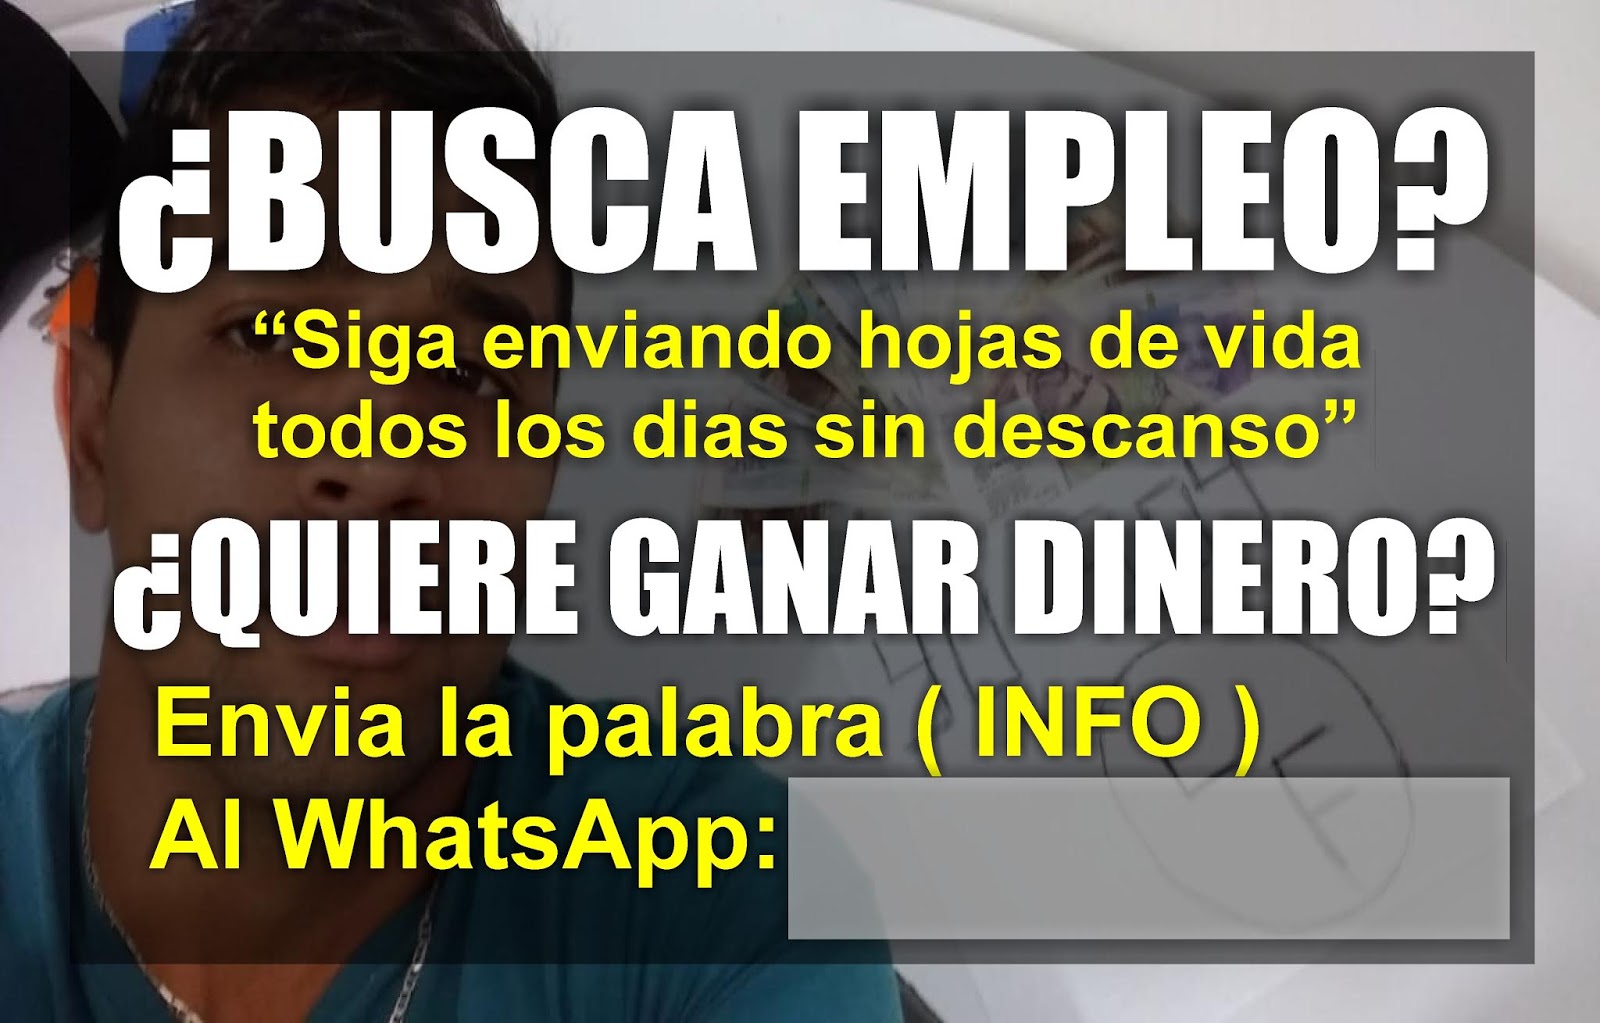 ¿BUSCA EMPLEO?
“Siga enviando hojas de vida
todos los dias sin descanso”
¿QUIERE GANAR DINERO?
Envia la palabra ( INFO )
Al WhatsApp: